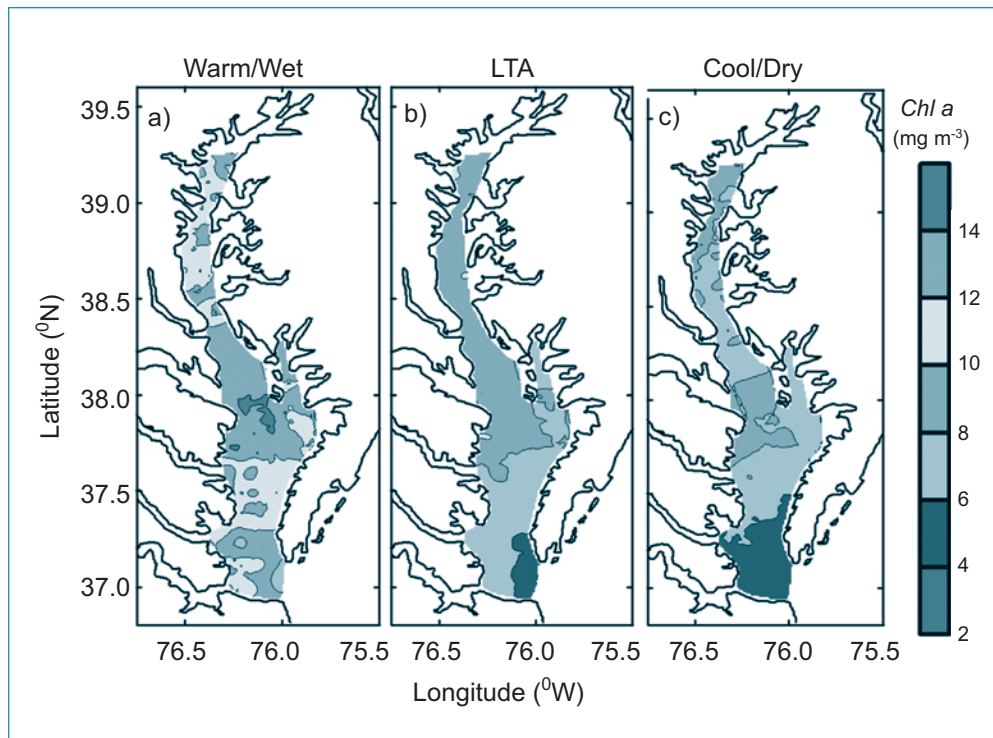 Warm/Wet LTA Cool/Dry
Chl a
(mg m-3)
a) b) c)
39.5
39.0
38.5
38.0
37.5
37.0
Latitude (⁰N)
14
12
10
8
6
4
2
76.5 76.0 75.5 76.5 76.0 75.5 76.5 76.0 75.5
Longitude (⁰W)